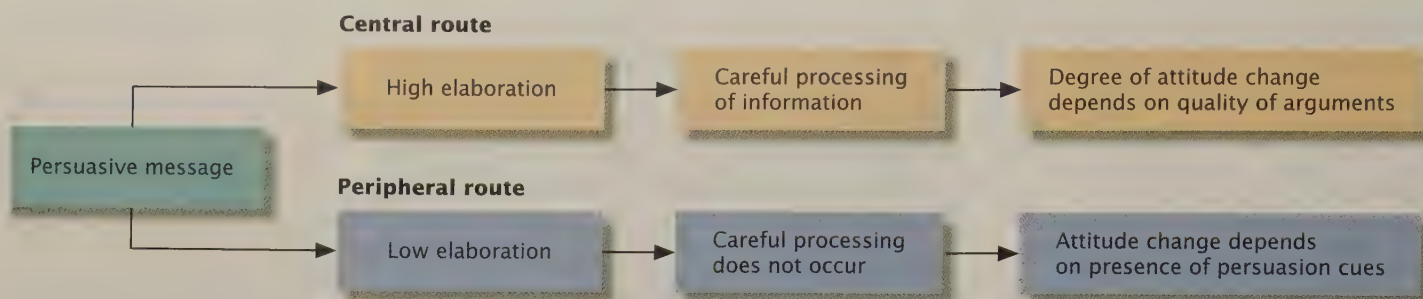 Central route
High elaboration
Careful processing
of information
Degree of attitude change
depends on quality of arguments
Persuasive message
Peripheral route
Low elaboration
Careful processing
does not occur
Attitude change depends
on presence of persuasion cues